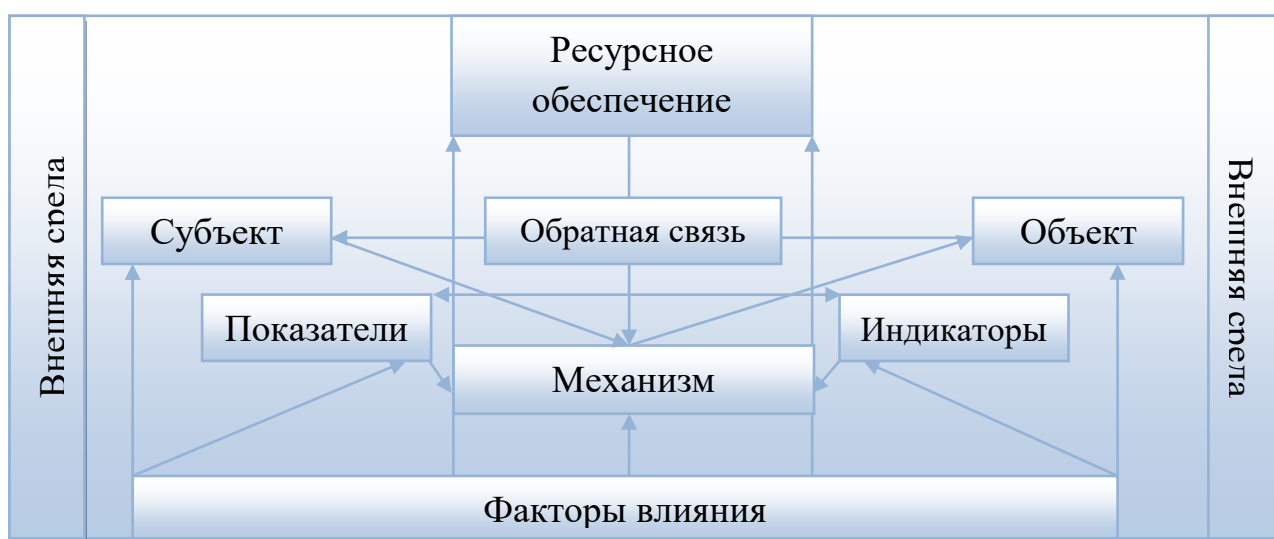 Ресурсное
обеспечение
Внешняя среда
Субъект
Обратная связь
Объект
Внешняя среда
Показатели
Индикаторы
Механизм
Факторы влияния